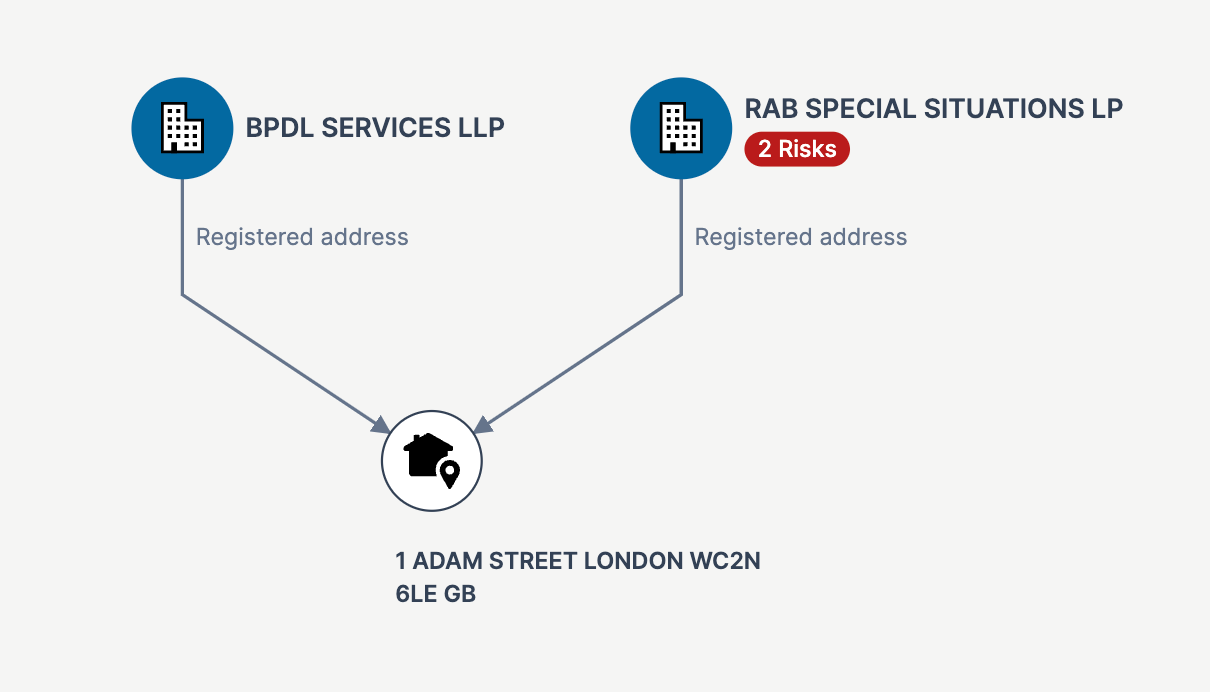 BPDL SERVICES LLP
RAB SPECIAL SITUATIONS LP
2 Risks
Registered address
Registered address
1 ADAM STREET LONDON WC2N
6LE GB